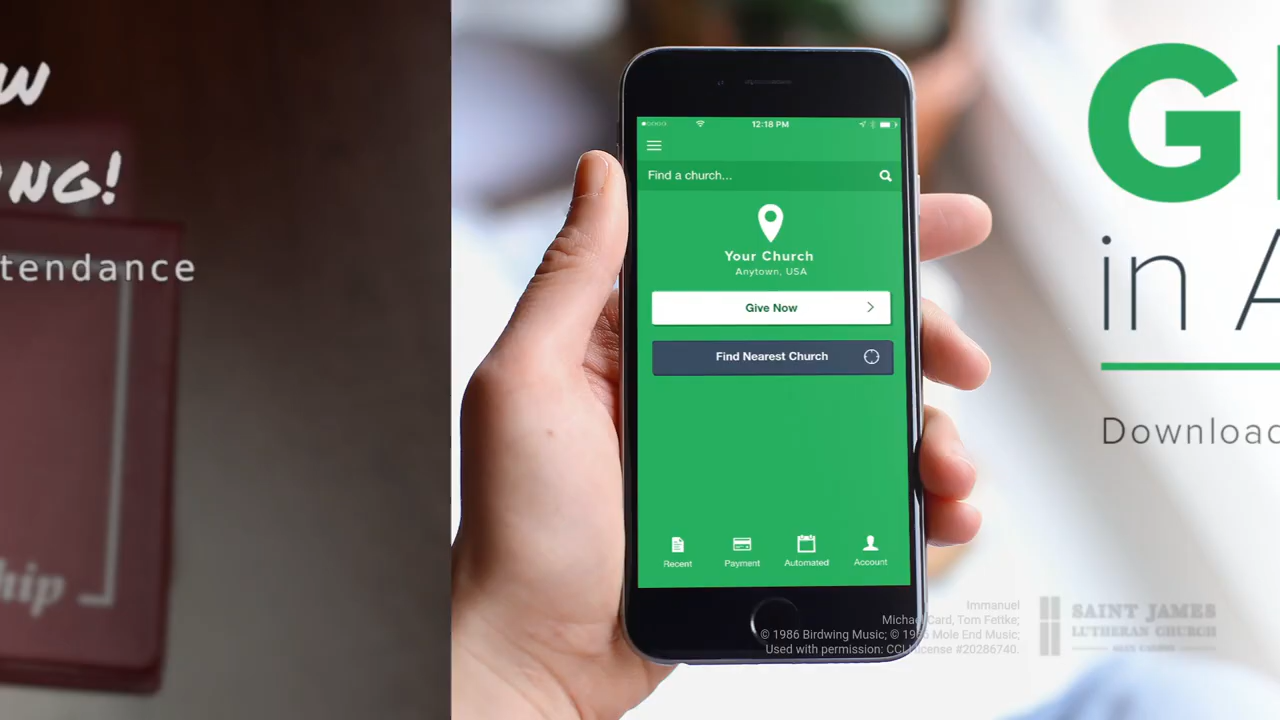 W
NG!
tendance
hip
12:18 PM
Find a church...
Your Church
Anytown, USA
Give Now
Find Nearest Church
Recent
Payment
Automated
Account
G
in A
Download
Immanuel
Michael Card, Tom Fettke;
© 1986 Birdwing Music; © 1986 Mole End Music;
Used with permission: CCLI License #20286740.
SAINT JAMES
LUTHERAN CHURCH